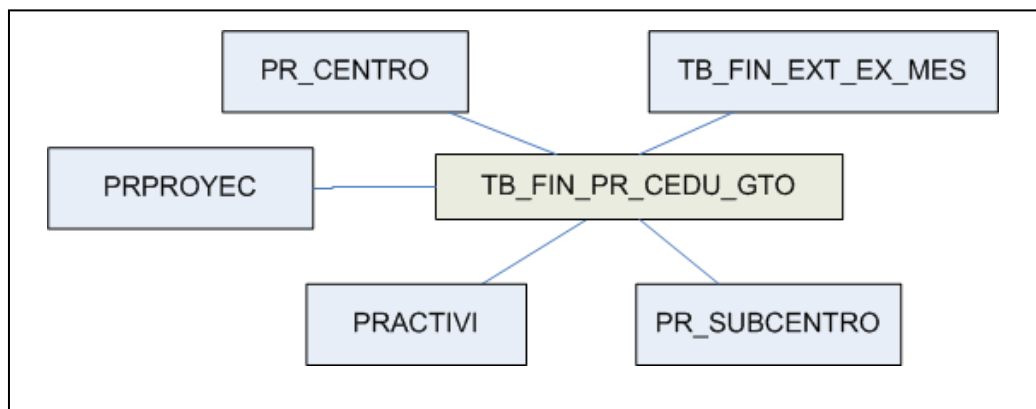 PR_CENTRO
TB_FIN_EXT_EX_MES
PRPROYEC
TB_FIN_PR_CEDU_GTO
PRACTIVI
PR_SUBCENTRO